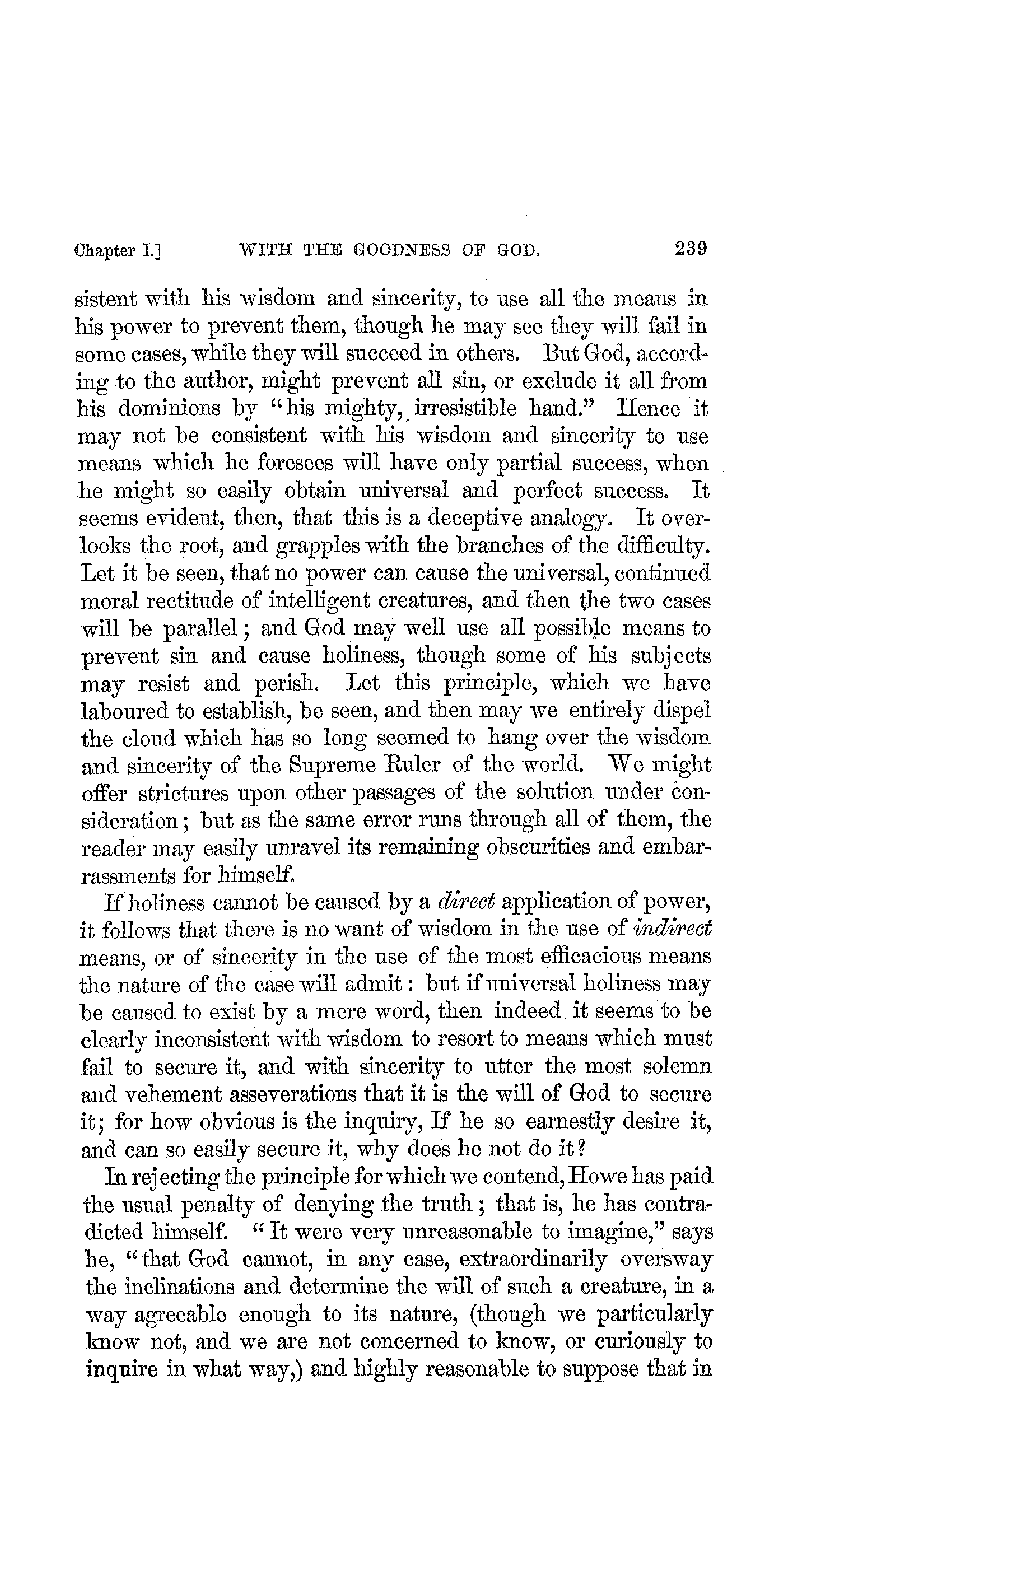 Chapter I.] WITH THE GOODNESS OF GOD. 239
sistent with his wisdom and sincerity, to use all the means in
his power to prevent them, though he may see they will fail in
some cases, while they will succeed in others. But God, accord-
ing to the author, might prevent all sin, or exclude it all from
his dominions by "his mighty, irresistible hand." Hence it
may not be consistent with his wisdom and sincerity to use
means which he foresees will have only partial success, when
he might so easily obtain universal and perfect success. It
seems evident, then, that this is a deceptive analogy. It over-
looks the root, and grapples with the branches of the difficulty.
Let it be seen, that no power can cause the universal, continued
moral rectitude of intelligent creatures, and then the two cases
will be parallel; and God may well use all possible means to
prevent sin and cause holiness, though some of his subjects
may resist and perish. Let this principle, which we have
laboured to establish, be seen, and then may we entirely dispel
the cloud which has so long seemed to hang over the wisdom
and sincerity of the Supreme Ruler of the world. We might
offer strictures upon other passages of the solution under con-
sideration; but as the same error runs through all of them, the
reader may easily unravel its remaining obscurities and embar-
rassments for himself.
If holiness cannot be caused by a direct application of power,
it follows that there is no want of wisdom in the use of indirect
means, or of sincerity in the use of the most efficacious means
the nature of the case will admit: but if universal holiness may
be caused to exist by a mere word, then indeed it seems to be
clearly inconsistent with wisdom to resort to means which must
fail to secure it, and with sincerity to utter the most solemn
and vehement asseverations that it is the will of God to secure
it; for how obvious is the inquiry, If he so earnestly desire it,
and can so easily secure it, why does he not do it?
In rejecting the principle for which we contend, Howe has paid
the usual penalty of denying the truth; that is, he has contra-
dicted himself. "It were very unreasonable to imagine," says
he, "that God cannot, in any case, extraordinarily oversway
the inclinations and determine the will of such a creature, in a
way agreeable enough to its nature, (though we particularly
know not, and we are not concerned to know, or curiously to
inquire in what way,) and highly reasonable to suppose that in